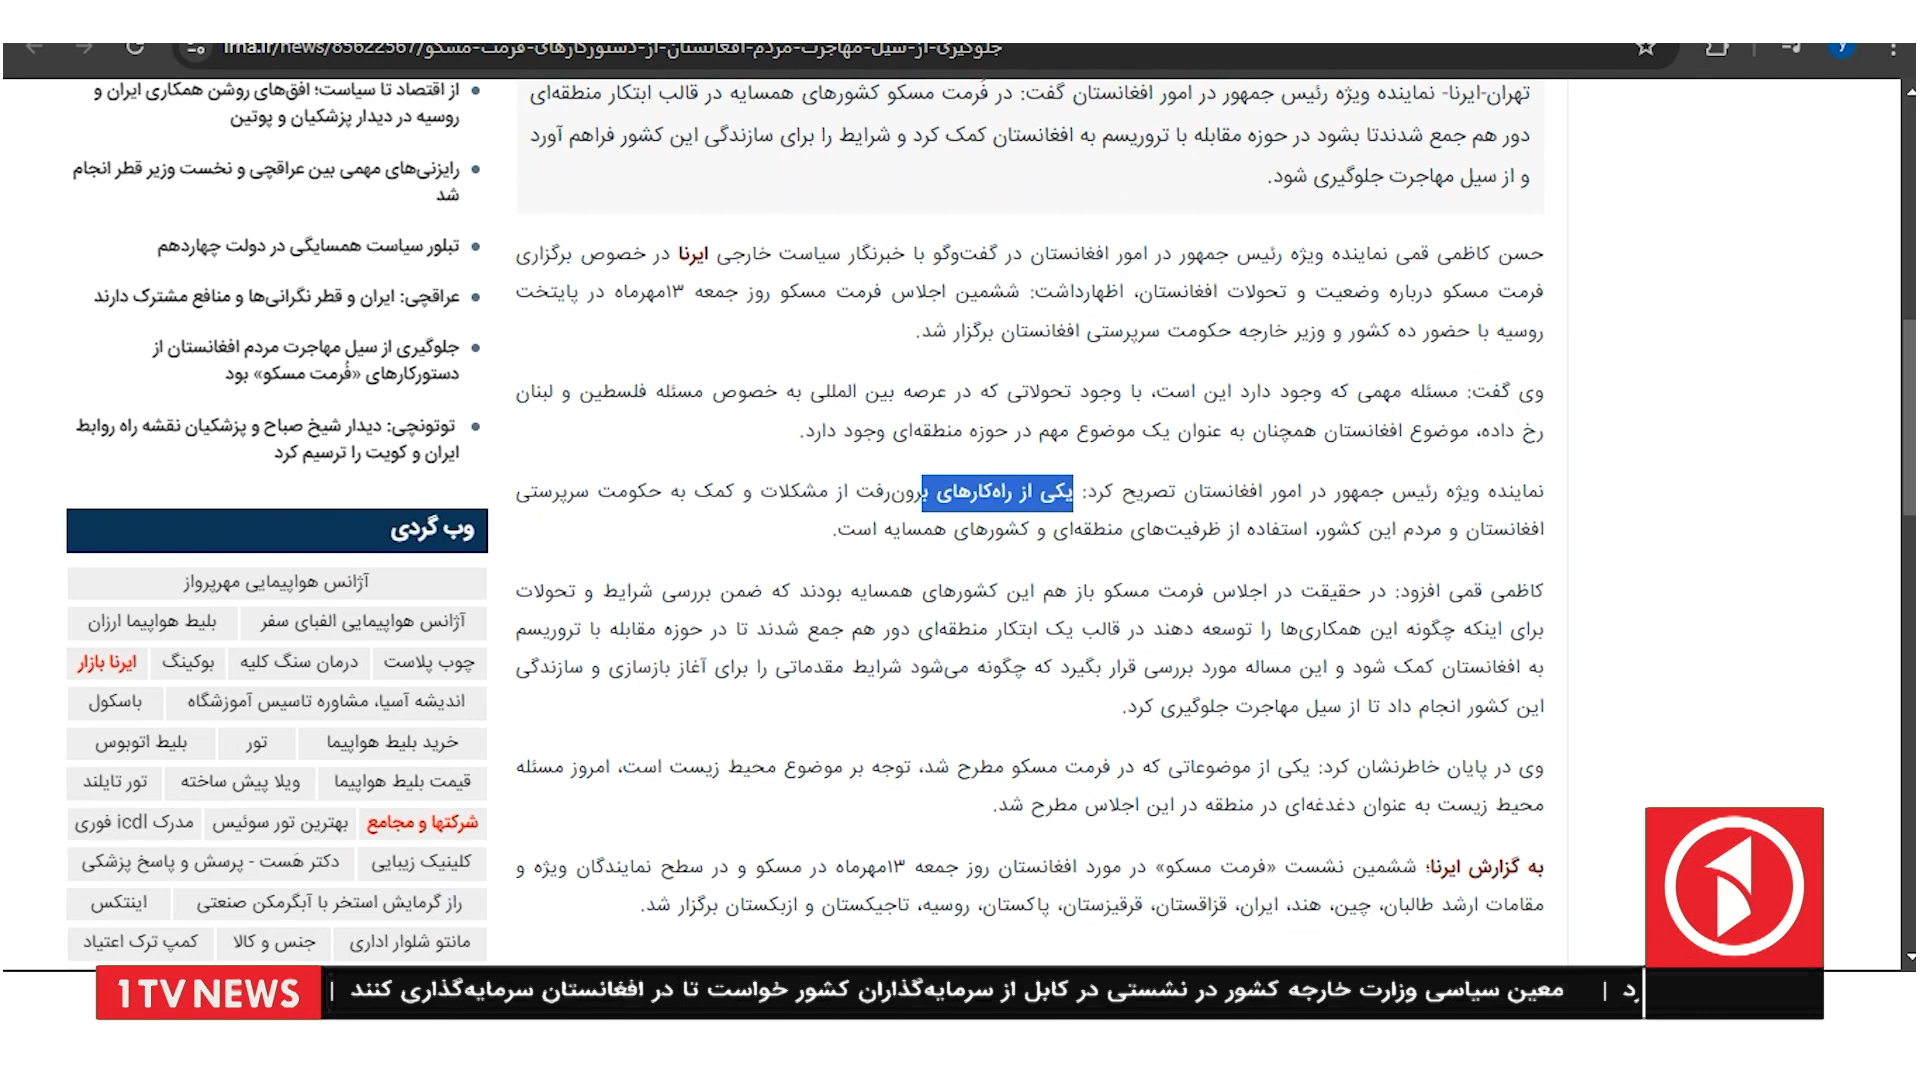 irna.ir/news/85622567/جلوگیری-از-سیل-مهاجرت-مردم-افغانستان-از-دستورکارهای-فرمت-مسکو
تهران-ایرنا- نماینده ویژه رئیس جمهور در امور افغانستان گفت: در فُرمت مسکو کشورهای همسایه در قالب ابتکار منطقه‌ای
دور هم جمع شدندتا بشود در حوزه مقابله با تروریسم به افغانستان کمک کرد و شرایط را برای سازندگی این کشور فراهم آورد
و از سیل مهاجرت جلوگیری شود.
حسن کاظمی قمی نماینده ویژه رئیس جمهور در امور افغانستان در گفت‌وگو با خبرنگار سیاست خارجی ایرنا در خصوص برگزاری
فرمت مسکو درباره وضعیت و تحولات افغانستان، اظهارداشت: ششمین اجلاس فرمت مسکو روز جمعه ۱۳مهرماه در پایتخت
روسیه با حضور ده کشور و وزیر خارجه حکومت سرپرستی افغانستان برگزار شد.
وی گفت: مسئله مهمی که وجود دارد این است، با وجود تحولاتی که در عرصه بین المللی به خصوص مسئله فلسطین و لبنان
رخ داده، موضوع افغانستان همچنان به عنوان یک موضوع مهم در حوزه منطقه‌ای وجود دارد.
نماینده ویژه رئیس جمهور در امور افغانستان تصریح کرد: یکی از راه‌کارهای برون‌رفت از مشکلات و کمک به حکومت سرپرستی
افغانستان و مردم این کشور، استفاده از ظرفیت‌های منطقه‌ای و کشورهای همسایه است.
کاظمی قمی افزود: در حقیقت در اجلاس فرمت مسکو باز هم این کشورهای همسایه بودند که ضمن بررسی شرایط و تحولات
برای اینکه چگونه این همکاری‌ها را توسعه دهند در قالب یک ابتکار منطقه‌ای دور هم جمع شدند تا در حوزه مقابله با تروریسم
به افغانستان کمک شود و این مساله مورد بررسی قرار بگیرد که چگونه می‌شود شرایط مقدماتی را برای آغاز بازسازی و سازندگی
این کشور انجام داد تا از سیل مهاجرت جلوگیری کرد.
وی در پایان خاطرنشان کرد: یکی از موضوعاتی که در فرمت مسکو مطرح شد، توجه بر موضوع محیط زیست است، امروز مسئله
محیط زیست به عنوان دغدغه‌ای در منطقه در این اجلاس مطرح شد.
به گزارش ایرنا؛ ششمین نشست «فرمت مسکو» در مورد افغانستان روز جمعه ۱۳مهرماه در مسکو و در سطح نمایندگان ویژه و
مقامات ارشد طالبان، چین، هند، ایران، قزاقستان، قرقیزستان، پاکستان، روسیه، تاجیکستان و ازبکستان برگزار شد.
از اقتصاد تا سیاست؛ افق‌های روشن همکاری ایران و
روسیه در دیدار پزشکیان و پوتین
رایزنی‌های مهمی بین عراقچی و نخست وزیر قطر انجام
شد
تبلور سیاست همسایگی در دولت چهاردهم
عراقچی: ایران و قطر نگرانی‌ها و منافع مشترک دارند
جلوگیری از سیل مهاجرت مردم افغانستان از
دستورکارهای «فُرمت مسکو» بود
توتونچی: دیدار شیخ صباح و پزشکیان نقشه راه روابط
ایران و کویت را ترسیم کرد
وب گردی
آژانس هواپیمایی مهرپرواز
آژانس هواپیمایی الفبای سفر بلیط هواپیما ارزان
چوب پلاست درمان سنگ کلیه بوکینگ ایرنا بازار
اندیشه آسیا، مشاوره تاسیس آموزشگاه باسکول
خرید بلیط هواپیما تور بلیط اتوبوس
قیمت بلیط هواپیما ویلا پیش ساخته تور تایلند
شرکتها و مجامع بهترین تور سوئیس مدرک icdl فوری
کلینیک زیبایی دکتر هَست - پرسش و پاسخ پزشکی
راز گرمایش استخر با آبگرمکن صنعتی اینتکس
مانتو شلوار اداری جنس و کالا کمپ ترک اعتیاد
1TV NEWS
معین سیاسی وزارت خارجه کشور در نشستی در کابل از سرمایه‌گذاران کشور خواست تا در افغانستان سرمایه‌گذاری کنند |